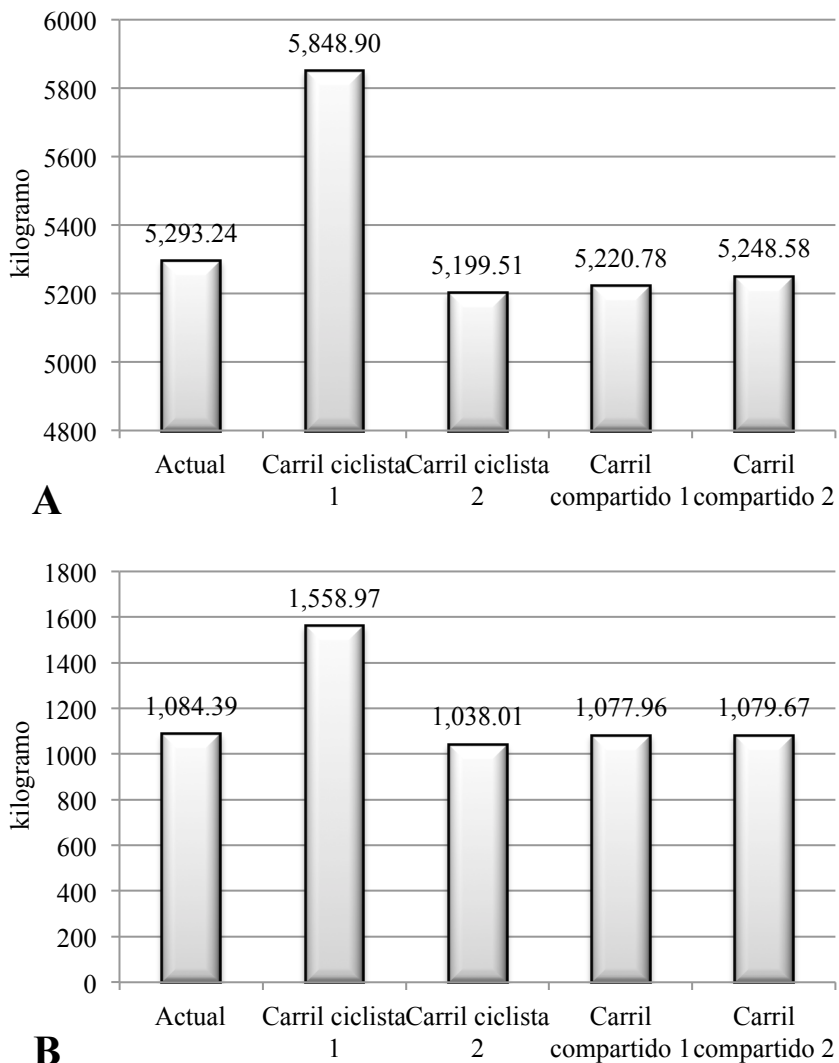 6000
5800
5600
5400
5200
5000
4800
kilogramo
5,293.24
5,848.90
5,199.51
5,220.78
5,248.58
Actual
Carril ciclista
1
Carril ciclista
2
Carril
compartido 1
Carril
compartido 2
A
1800
1600
1400
1200
1000
800
600
400
200
0
kilogramo
1,084.39
1,558.97
1,038.01
1,077.96
1,079.67
Actual
Carril ciclista
1
Carril ciclista
2
Carril
compartido 1
Carril
compartido 2
B